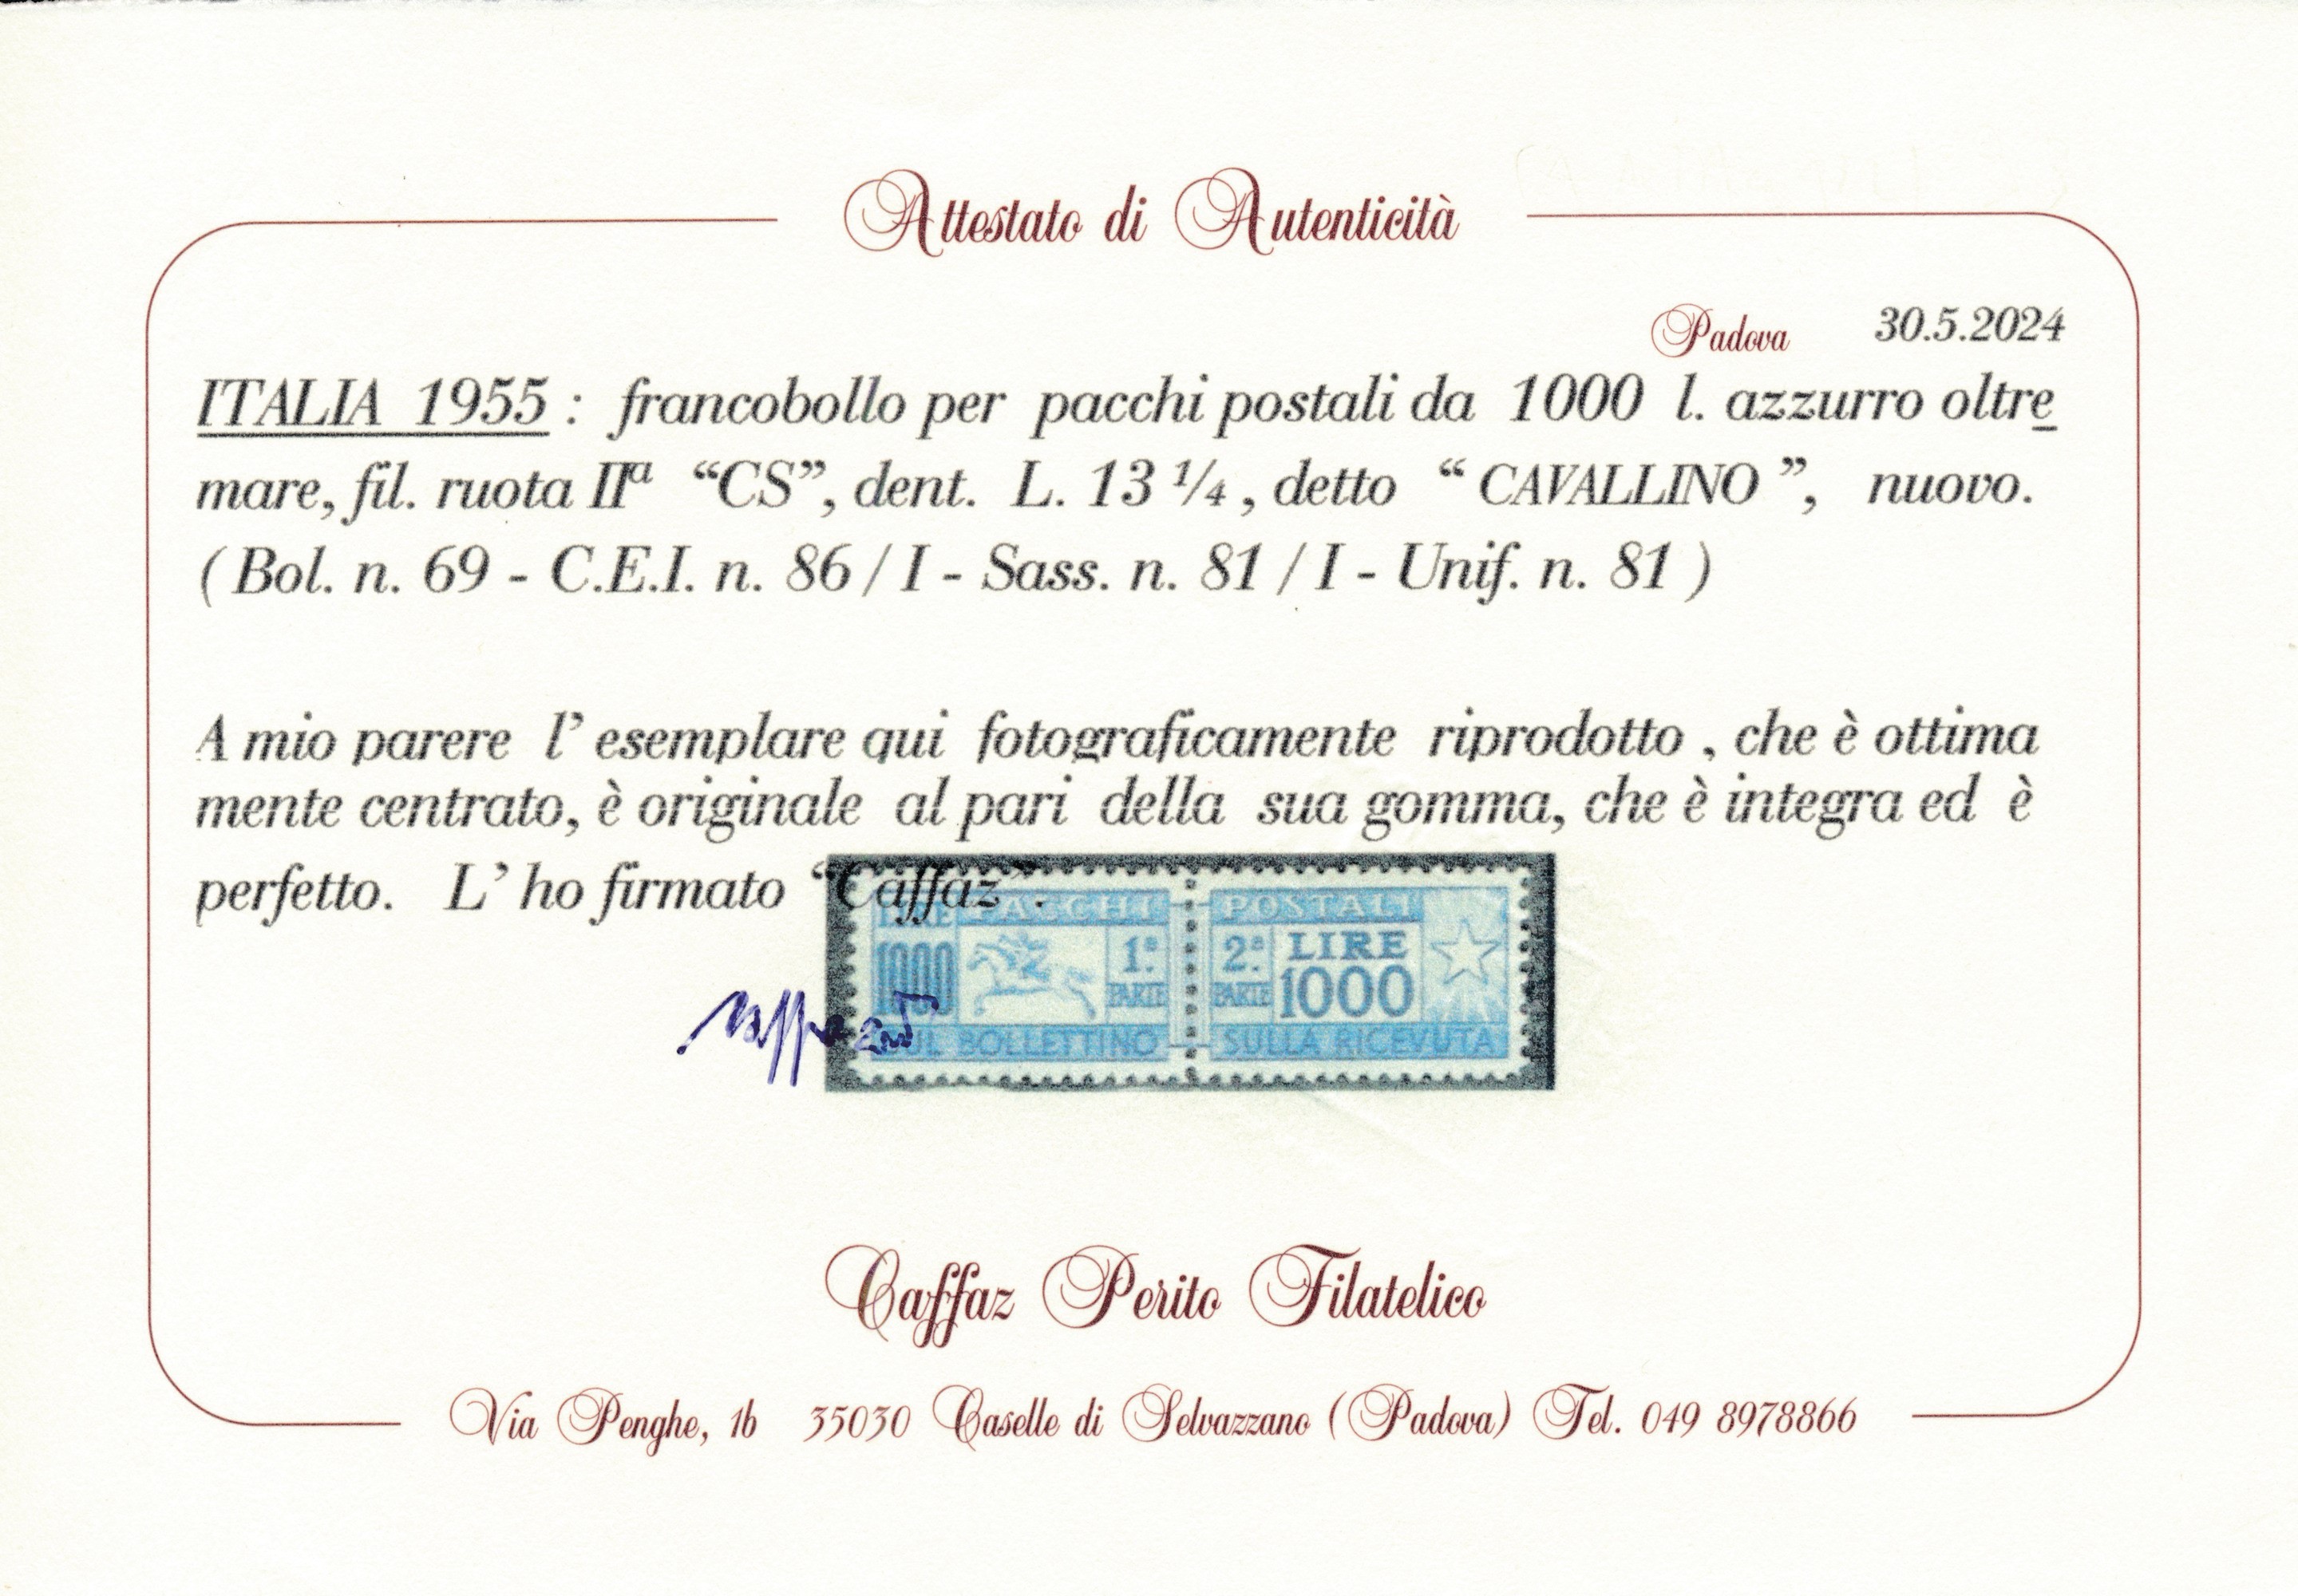 Attestato di Autenticità
Padova 30.5.2024
ITALIA 1955 : francobollo per pacchi postali da 1000 l. azzurro oltre
mare, fil. ruota IIª “CS”, dent. L. 13 ¼ , detto “ CAVALLINO ”, nuovo.
( Bol. n. 69 - C.E.I. n. 86 / I - Sass. n. 81 / I - Unif. n. 81 )
A mio parere l’ esemplare qui fotograficamente riprodotto , che è ottima
mente centrato, è originale al pari della sua gomma, che è integra ed è
perfetto. L’ ho firmato “Caffaz”.
PACCHI POSTALI
1000 1ª PARTE 2ª PARTE LIRE 1000
SUL BOLLETTINO SULLA RICEVUTA
Caffaz Perito Filatelico
Via Penghe, 1b 35030 Caselle di Selvazzano (Padova) Tel. 049 8978866